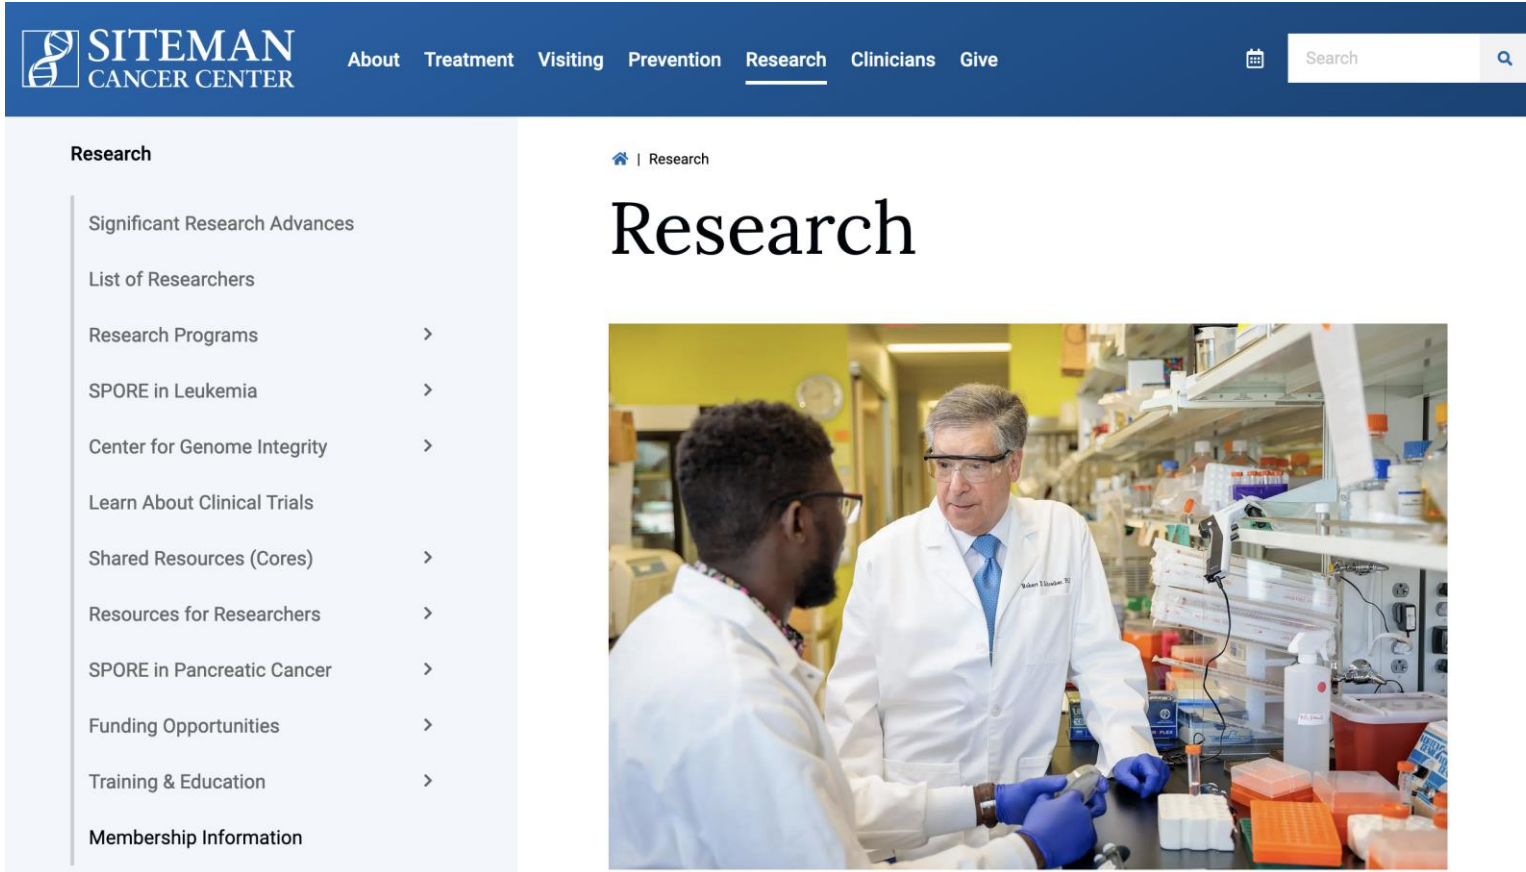 SITEMAN
CANCER CENTER
About Treatment Visiting Prevention Research Clinicians Give
Search
Research
Significant Research Advances
List of Researchers
Research Programs
SPORE in Leukemia
Center for Genome Integrity
Learn About Clinical Trials
Shared Resources (Cores)
Resources for Researchers
SPORE in Pancreatic Cancer
Funding Opportunities
Training & Education
Membership Information
| Research
Research